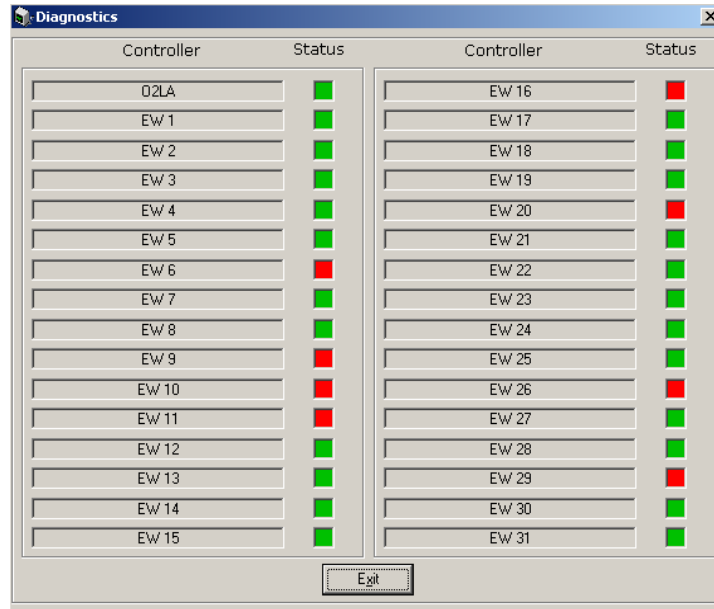 Diagnostics
Controller Status Controller Status
02LA EW 16
EW 1 EW 17
EW 2 EW 18
EW 3 EW 19
EW 4 EW 20
EW 5 EW 21
EW 6 EW 22
EW 7 EW 23
EW 8 EW 24
EW 9 EW 25
EW 10 EW 26
EW 11 EW 27
EW 12 EW 28
EW 13 EW 29
EW 14 EW 30
EW 15 EW 31
Exit